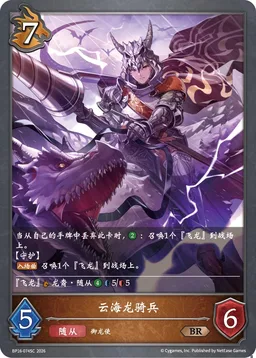 7
当从自己的手牌中丢弃此卡时，②：召唤1个『飞龙』到战场上。
【守护】
入场曲 召唤1个『飞龙』到战场上。
『飞龙』龙族·随从 ④ 5 / 5
云海龙骑兵
5
随从
御龙使
BR
6
© Cygames, Inc. Published by NetEase Games